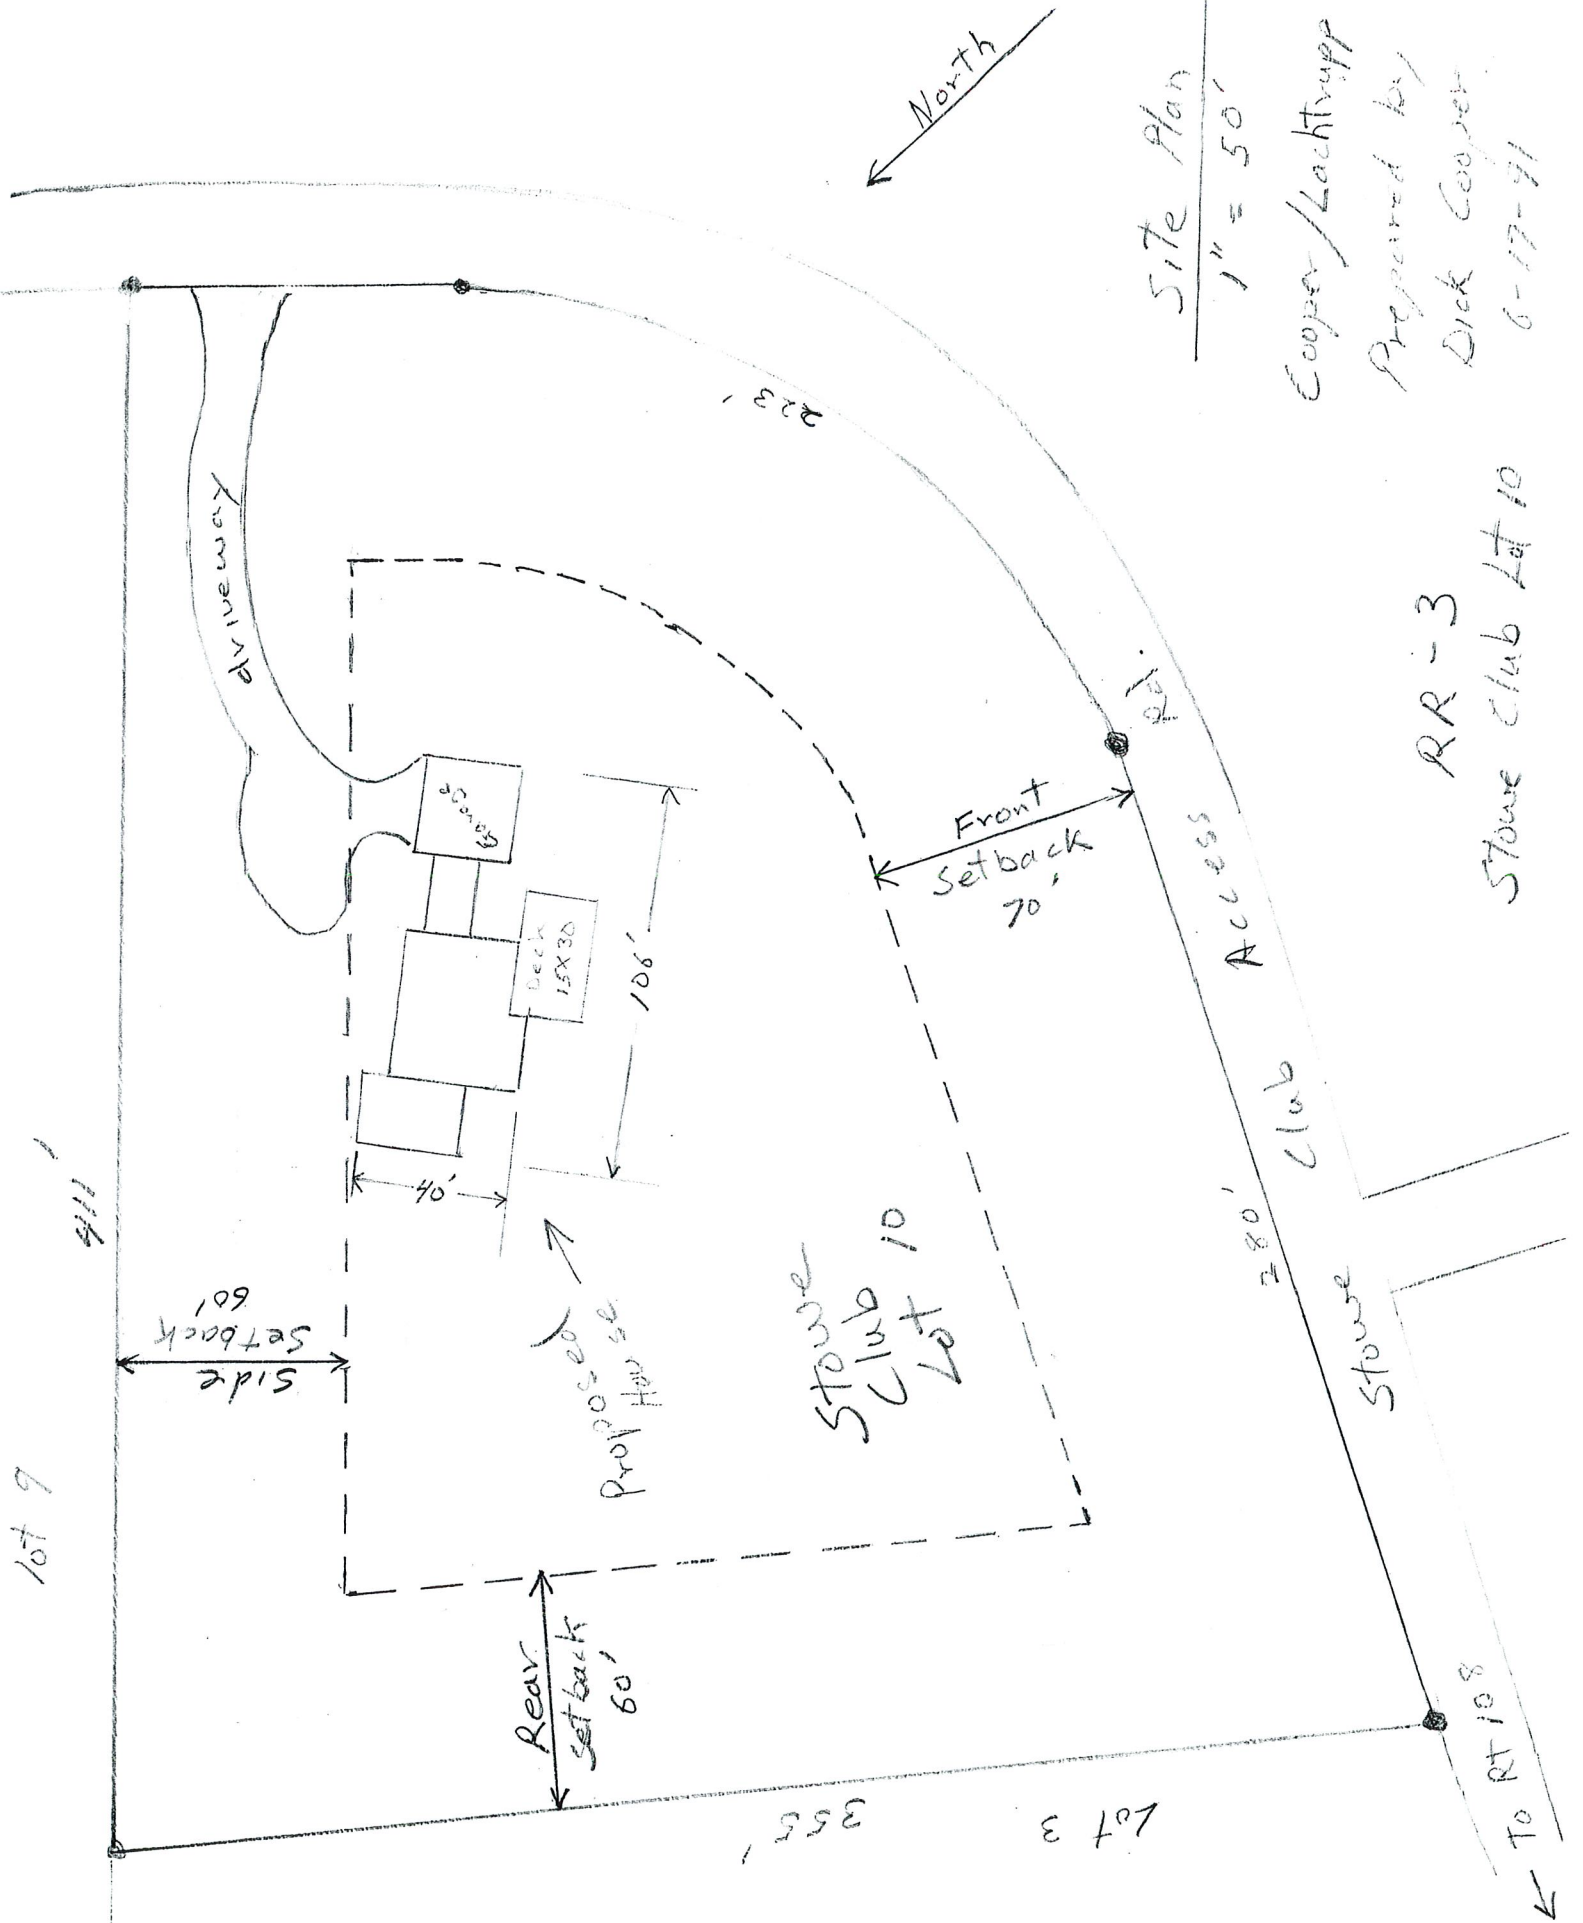 lot 9
411'
Side
Setback
60'
driveway
Garage
Deck
15X30
106'
40'
Proposed
House
Rear
setback
60'
Stowe
Club
Lot 10
Front
setback
70'
223'
355'
Lot 3
280'
Stowe Club Access Rd.
← To RT 108
North
Site Plan
1" = 50'
Cooper/Lachtrupp
Prepared by
Dick Cooper
6-17-91
RR-3
Stowe Club Lot 10